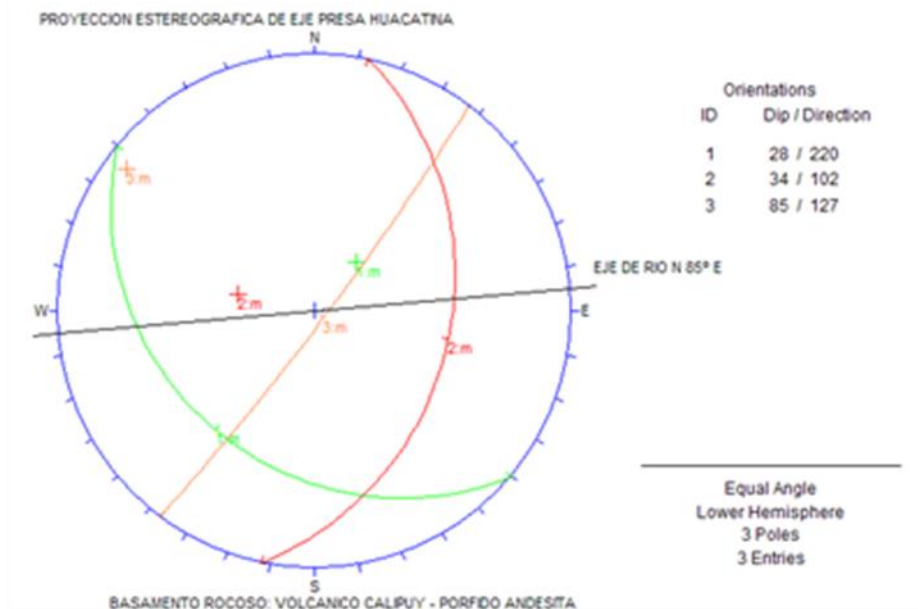 PROYECCION ESTEREOGRAFICA DE EJE PRESA HUACATINA
N
Orientations
ID Dip / Direction
1 28 / 220
2 34 / 102
3 85 / 127
3:m
1:m
EJE DE RIO N 85º E
2:m
W
E
3:m
2:m
1:m
Equal Angle
Lower Hemisphere
3 Poles
3 Entries
S
BASAMENTO ROCOSO: VOLCANICO CALIPUY - PORFIDO ANDESITA